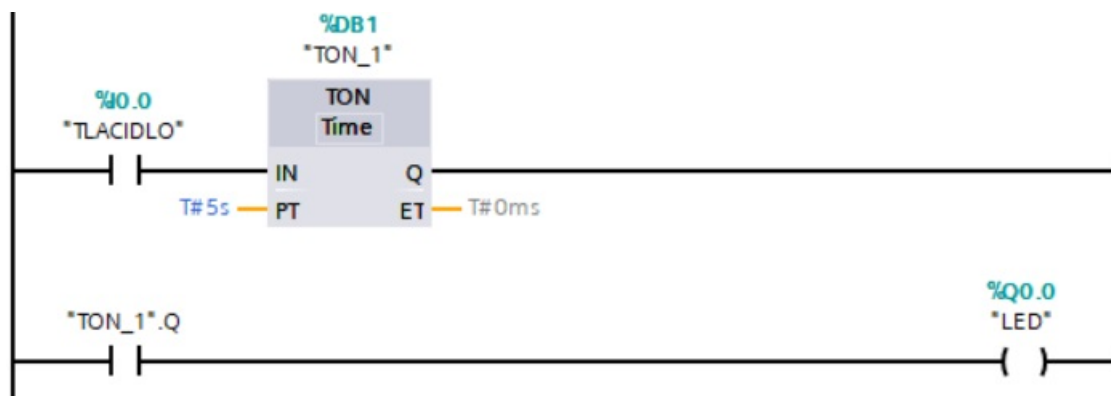 %DB1
"TON_1"
%I0.0
"TLACIDLO"
TON
Time
IN Q
T#5s PT ET T#0ms
%Q0.0
"TON_1".Q "LED"